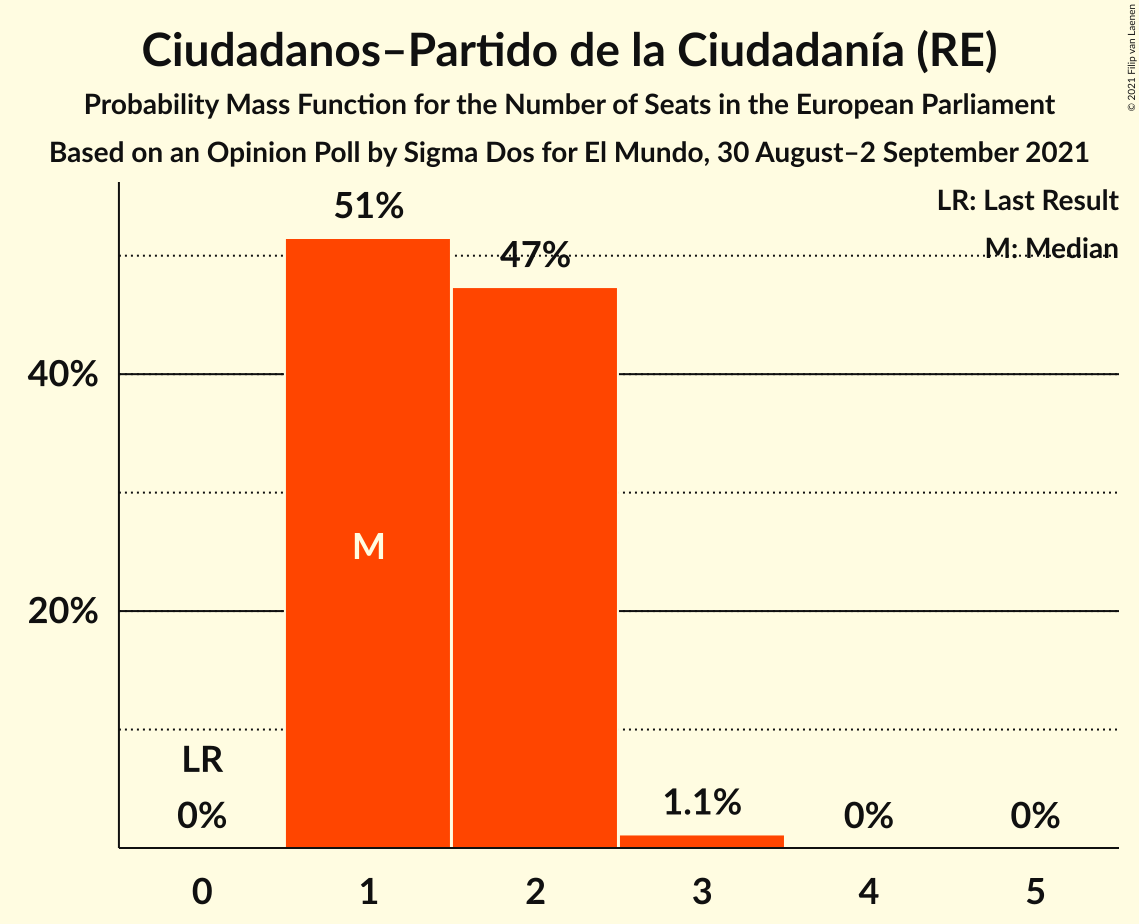 Ciudadanos–Partido de la Ciudadanía (RE)
Probability Mass Function for the Number of Seats in the European Parliament
Based on an Opinion Poll by Sigma Dos for El Mundo, 30 August–2 September 2021
© 2021 Filip van Laenen
LR: Last Result
M: Median
51%
47%
40%
M
20%
LR
0%
1.1%
0%
0%
0 1 2 3 4 5